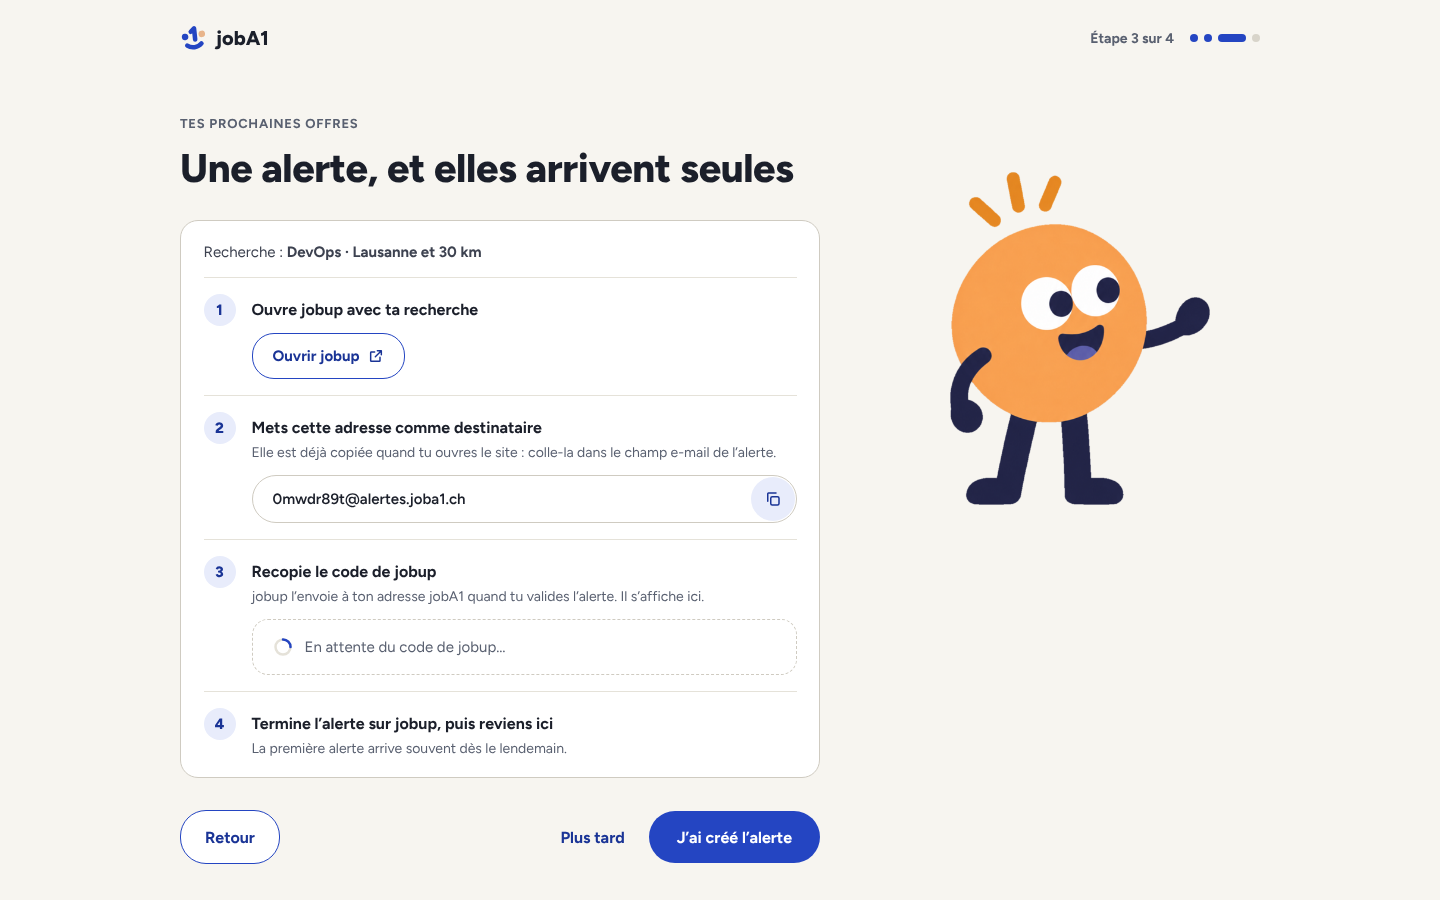 jobA1
Étape 3 sur 4
TES PROCHAINES OFFRES
Une alerte, et elles arrivent seules
Recherche : DevOps · Lausanne et 30 km
1
Ouvre jobup avec ta recherche
Ouvrir jobup
2
Mets cette adresse comme destinataire
Elle est déjà copiée quand tu ouvres le site : colle-la dans le champ e-mail de l’alerte.
0mwdr89t@alertes.joba1.ch
3
Recopie le code de jobup
jobup l’envoie à ton adresse jobA1 quand tu valides l’alerte. Il s’affiche ici.
En attente du code de jobup…
4
Termine l’alerte sur jobup, puis reviens ici
La première alerte arrive souvent dès le lendemain.
Retour
Plus tard
J’ai créé l’alerte